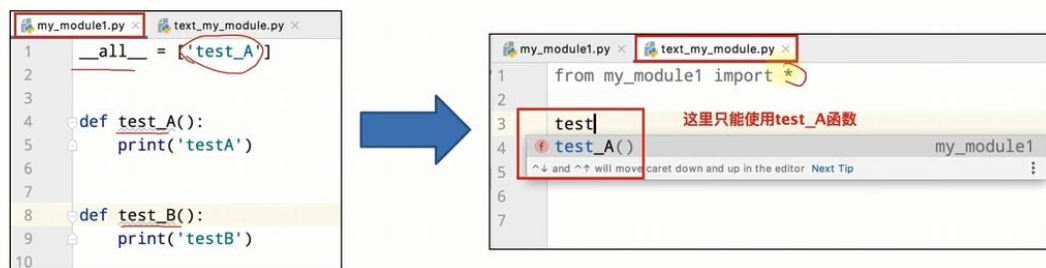 my_module1.py × text_my_module.py ×
1 __all__ = ['test_A']
2
3
4 def test_A():
5 print('testA')
6
7
8 def test_B():
9 print('testB')
10
my_module1.py × text_my_module.py ×
1 from my_module1 import *
2
3 test 这里只能使用test_A函数
4 f test_A() my_module1
5 ^↓ and ^↑ will move caret down and up in the editor Next Tip
6
7